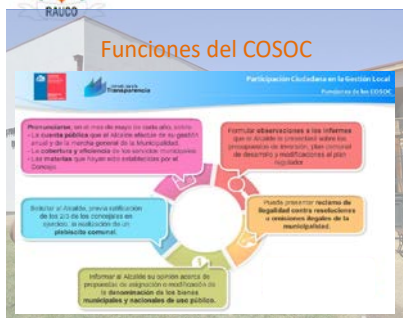 RAUCO
Funciones del COSOC
Consejo para la
Transparencia
Participación Ciudadana en la Gestión Local
Funciones de los COSOC
Pronunciarse, en el mes de mayo de cada año, sobre:
- La cuenta pública que el Alcalde efectúe de su gestión
anual y de la marcha general de la Municipalidad.
- La cobertura y eficiencia de los servicios municipales
- Las materias que hayan sido establecidas por el
Concejo.
Formular observaciones a los informes
que el Alcalde le presentará sobre los
presupuestos de inversión, plan comunal
de desarrollo y modificaciones al plan
regulador
Solicitar al Alcalde, previa ratificación
de los 2/3 de los concejales en
ejercicio, la realización de un
plebiscito comunal.
Puede presentar reclamo de
ilegalidad contra resoluciones
u omisiones ilegales de la
municipalidad.
Informar al Alcalde su opinión acerca de
propuestas de asignación o modificación de
la denominación de los bienes
municipales y nacionales de uso público.